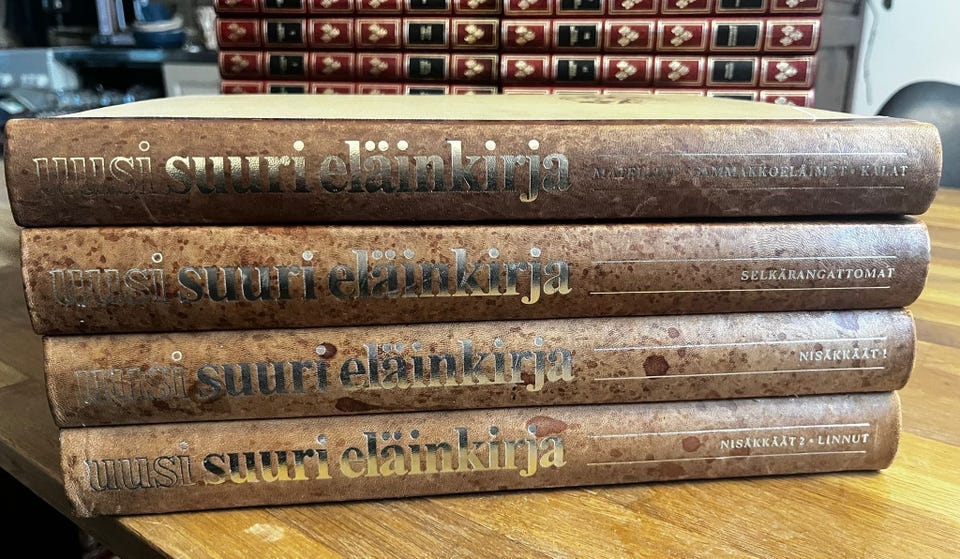 uusi suuri eläinkirja MATELIJAT • SAMMAKKOELÄIMET • KALAT
uusi suuri eläinkirja SELKÄRANGATTOMAT
uusi suuri eläinkirja NISÄKKÄÄT 1
uusi suuri eläinkirja NISÄKKÄÄT 2 • LINNUT